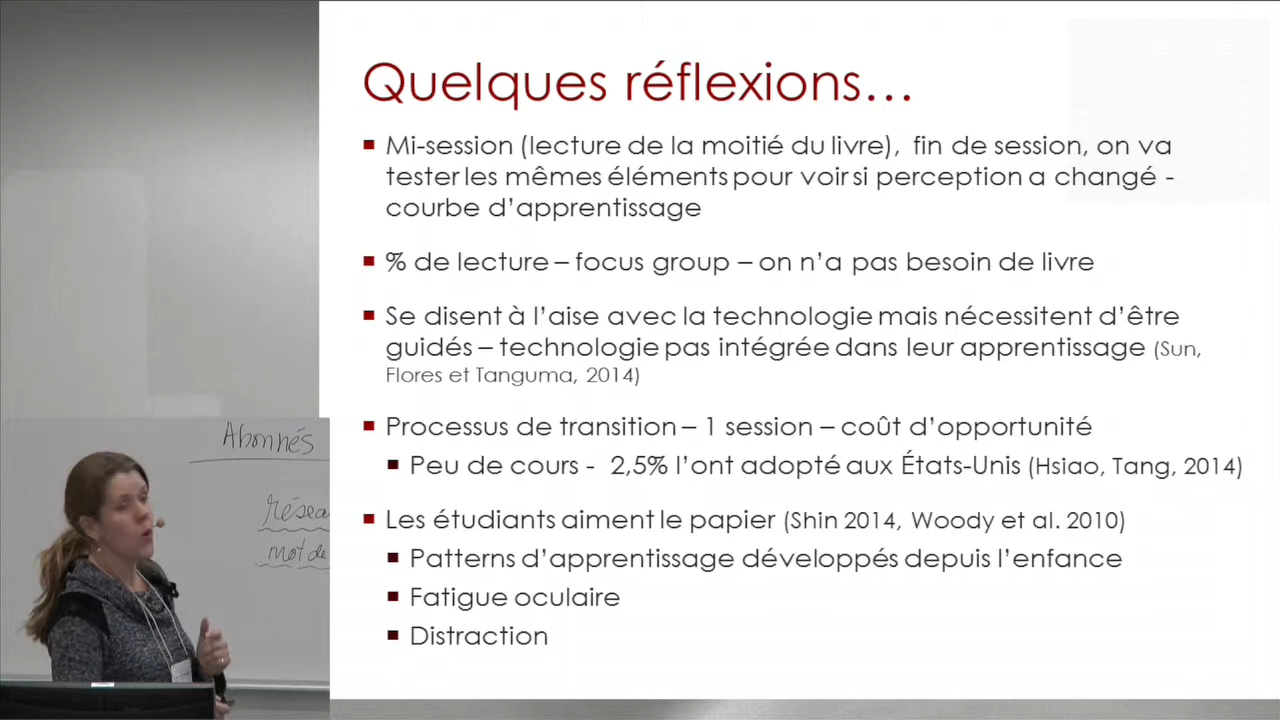 Quelques réflexions…
Mi-session (lecture de la moitié du livre), fin de session, on va
tester les mêmes éléments pour voir si perception a changé -
courbe d'apprentissage
% de lecture – focus group – on n'a pas besoin de livre
Se disent à l'aise avec la technologie mais nécessitent d'être
guidés – technologie pas intégrée dans leur apprentissage (Sun,
Flores et Tanguma, 2014)
Processus de transition – 1 session – coût d'opportunité
Peu de cours - 2,5% l'ont adopté aux États-Unis (Hsiao, Tang, 2014)
Les étudiants aiment le papier (Shin 2014, Woody et al. 2010)
Patterns d'apprentissage développés depuis l'enfance
Fatigue oculaire
Distraction
Abonnés
résea
mot de